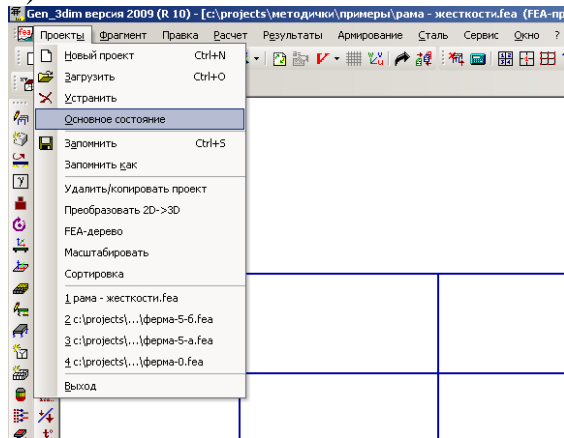 Gen_3dim версия 2009 (R 10) - [c:\projects\методички\примеры\рама - жесткости.fea (FEA-пр
Проекты Фрагмент Правка Расчет Результаты Армирование Сталь Сервис Окно ?
Новый проект Ctrl+N
Загрузить Ctrl+O
Устранить
Основное состояние
Запомнить Ctrl+S
Запомнить как
Удалить/копировать проект
Преобразовать 2D->3D
FEA-дерево
Масштабировать
Сортировка
1 рама - жесткости.fea
2 c:\projects\...\ферма-5-б.fea
3 c:\projects\...\ферма-5-а.fea
4 c:\projects\...\ферма-0.fea
Выход